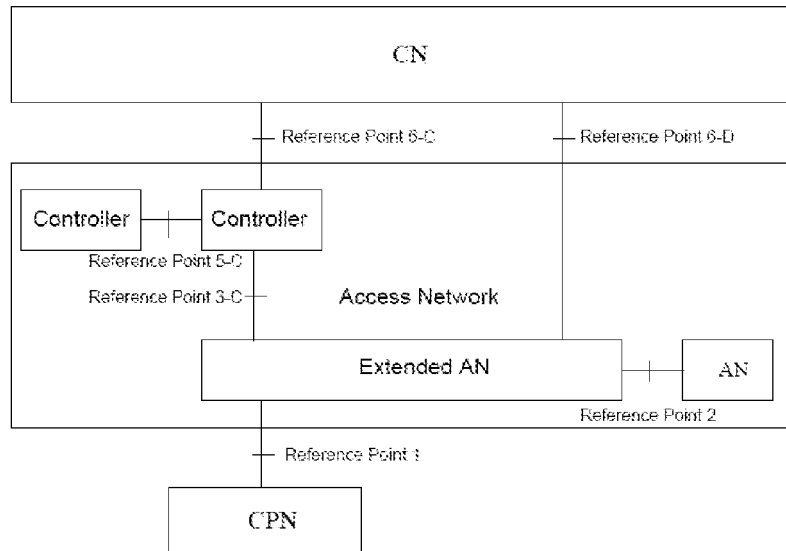 CN
Reference Point 6-C
Reference Point 6-D
Controller
Controller
Reference Point 5-C
Reference Point 3-C
Access Network
Extended AN
AN
Reference Point 2
Reference Point 1
CPN